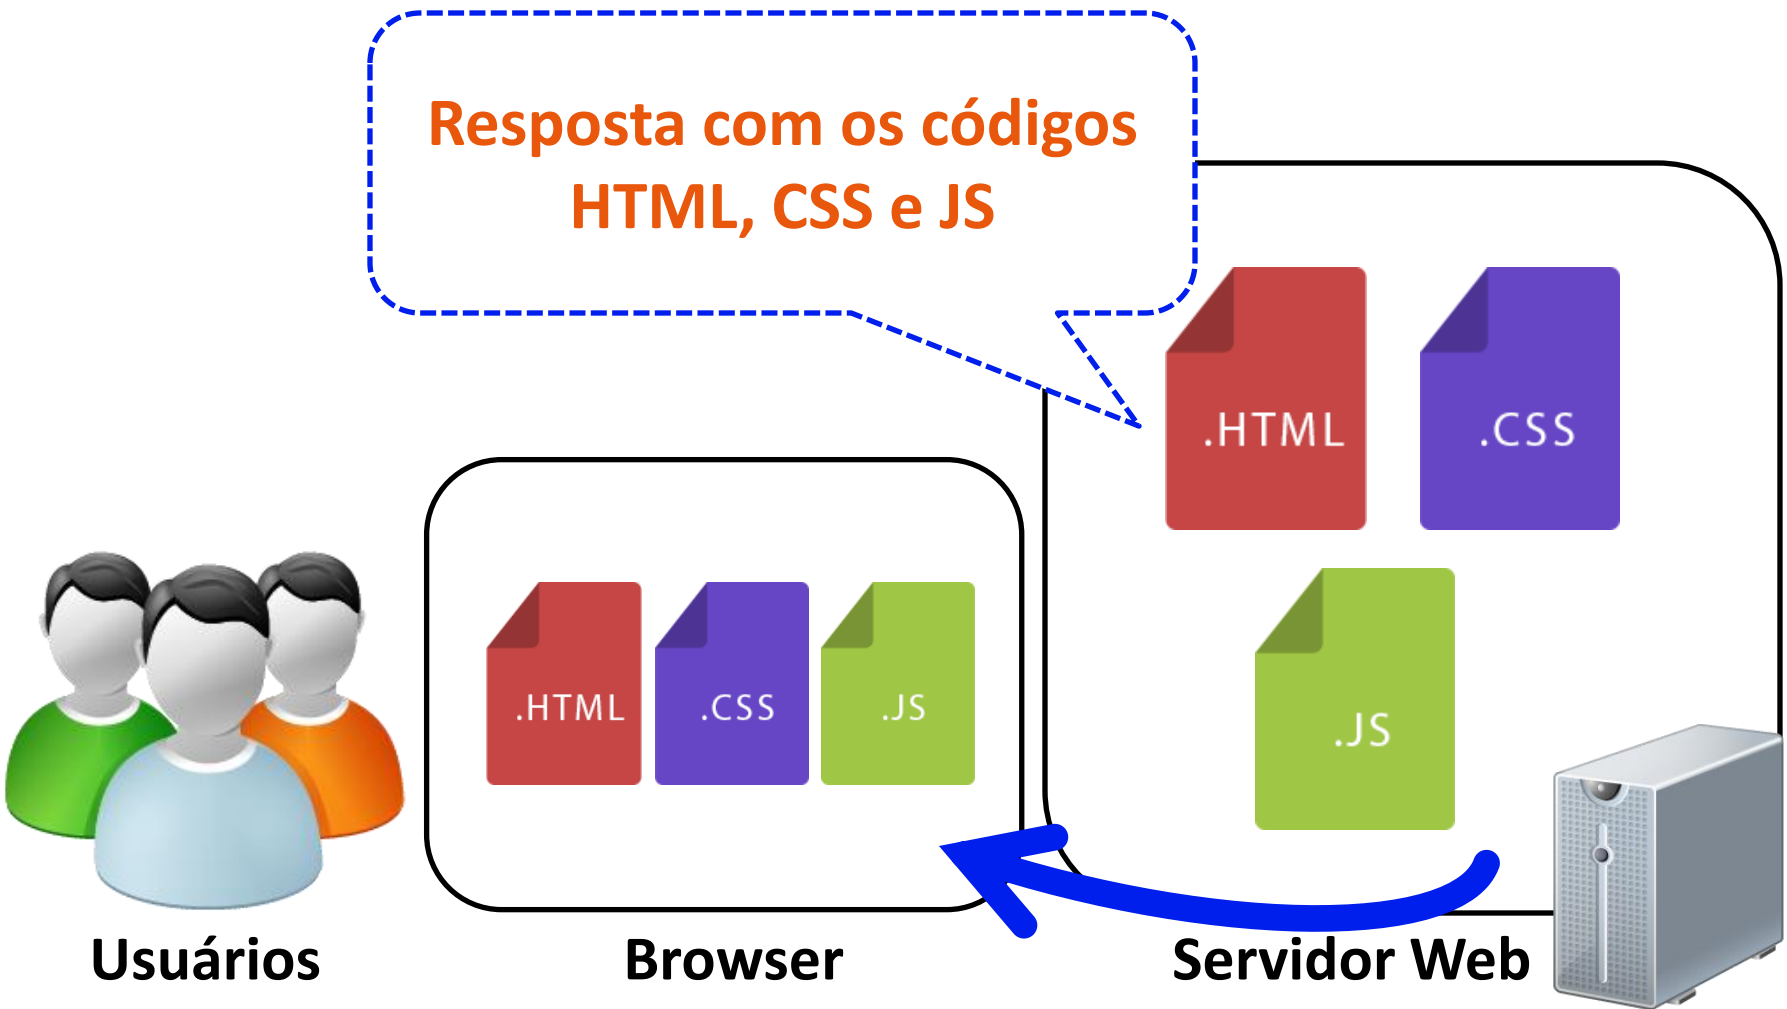 Resposta com os códigos
HTML, CSS e JS
.HTML
.CSS
.JS
.HTML
.CSS
.JS
Usuários
Browser
Servidor Web